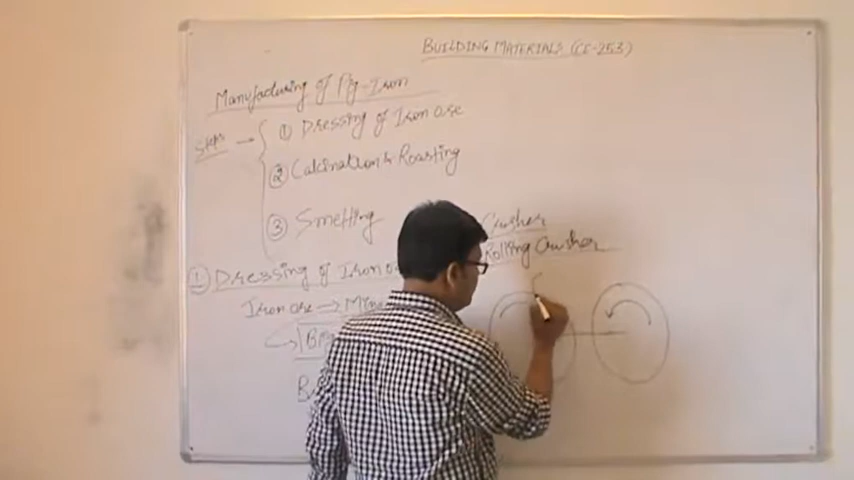 BUILDING MATERIALS (CE-253)
Manufacturing of Pig-Iron
Steps → ① Dressing of Iron ore
② Calcination & Roasting
③ Smelting
Crusher
Rolling Crusher
① Dressing of Iron
Iron ore →